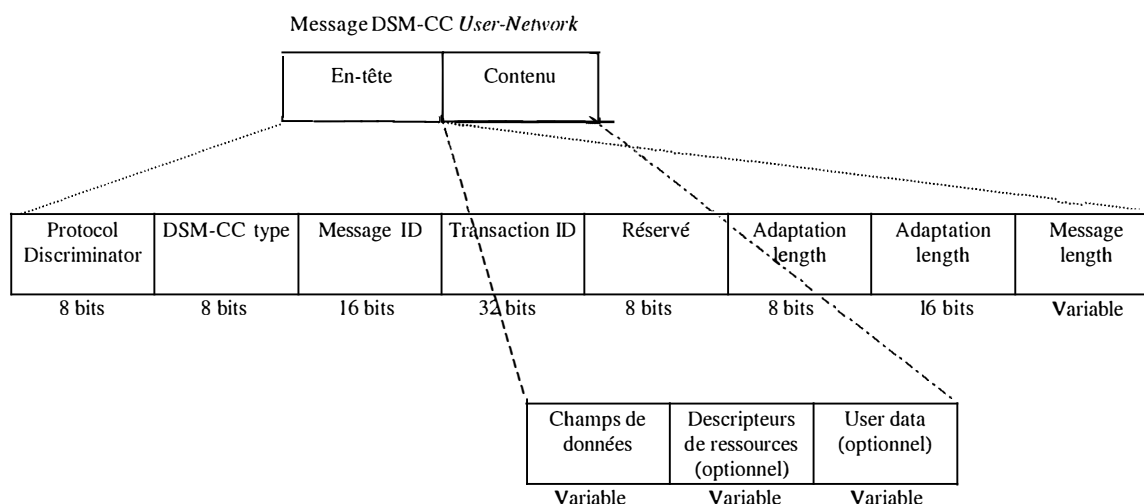 Message DSM-CC User-Network
En-tête Contenu
Protocol Discriminator
DSM-CC type
Message ID
Transaction ID
Réservé
Adaptation length
Adaptation length
Message length
8 bits 8 bits 16 bits 32 bits 8 bits 8 bits 16 bits Variable
Champs de données
Descripteurs de ressources (optionnel)
User data (optionnel)
Variable Variable Variable